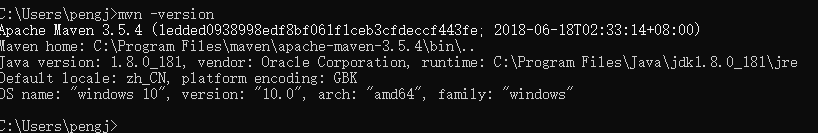 C:\Users\pengj>mvn -version
Apache Maven 3.5.4 (1edded0938998edf8bf061f1ceb3cfdeccf443fe; 2018-06-18T02:33:14+08:00)
Maven home: C:\Program Files\maven\apache-maven-3.5.4\bin\..
Java version: 1.8.0_181, vendor: Oracle Corporation, runtime: C:\Program Files\Java\jdk1.8.0_181\jre
Default locale: zh_CN, platform encoding: GBK
OS name: "windows 10", version: "10.0", arch: "amd64", family: "windows"
C:\Users\pengj>